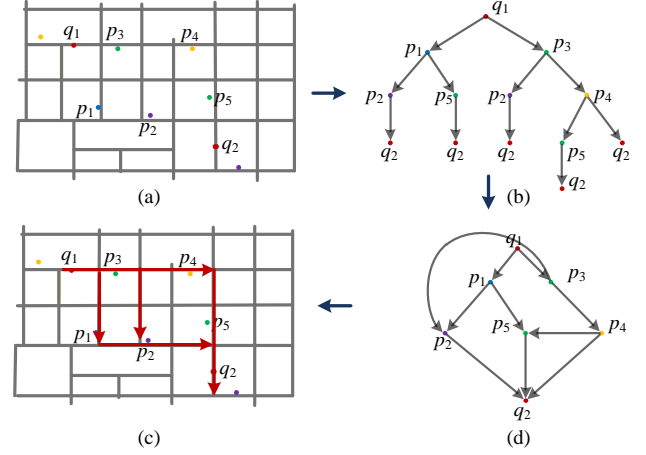 q1 p3 p4
p1 p2 p5
q2
(a)
q1
p1 p3
p2 p5 p2 p4
q2 q2 q2 p5 q2
q2
(b)
q1 p3 p4
p1 p2 p5
q2
(c)
q1
p1 p3
p2 p5 p4
q2
(d)